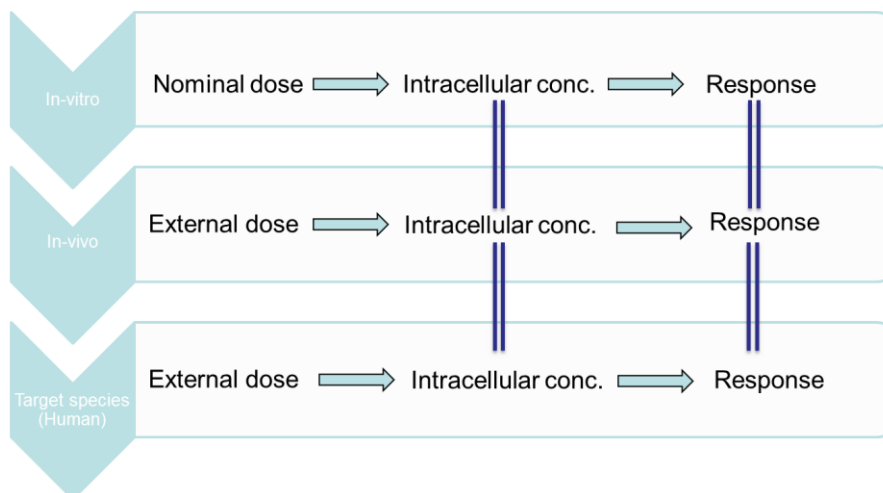 In-vitro
Nominal dose Intracellular conc. Response
In-vivo
External dose Intracellular conc. Response
Target species
(Human)
External dose Intracellular conc. Response